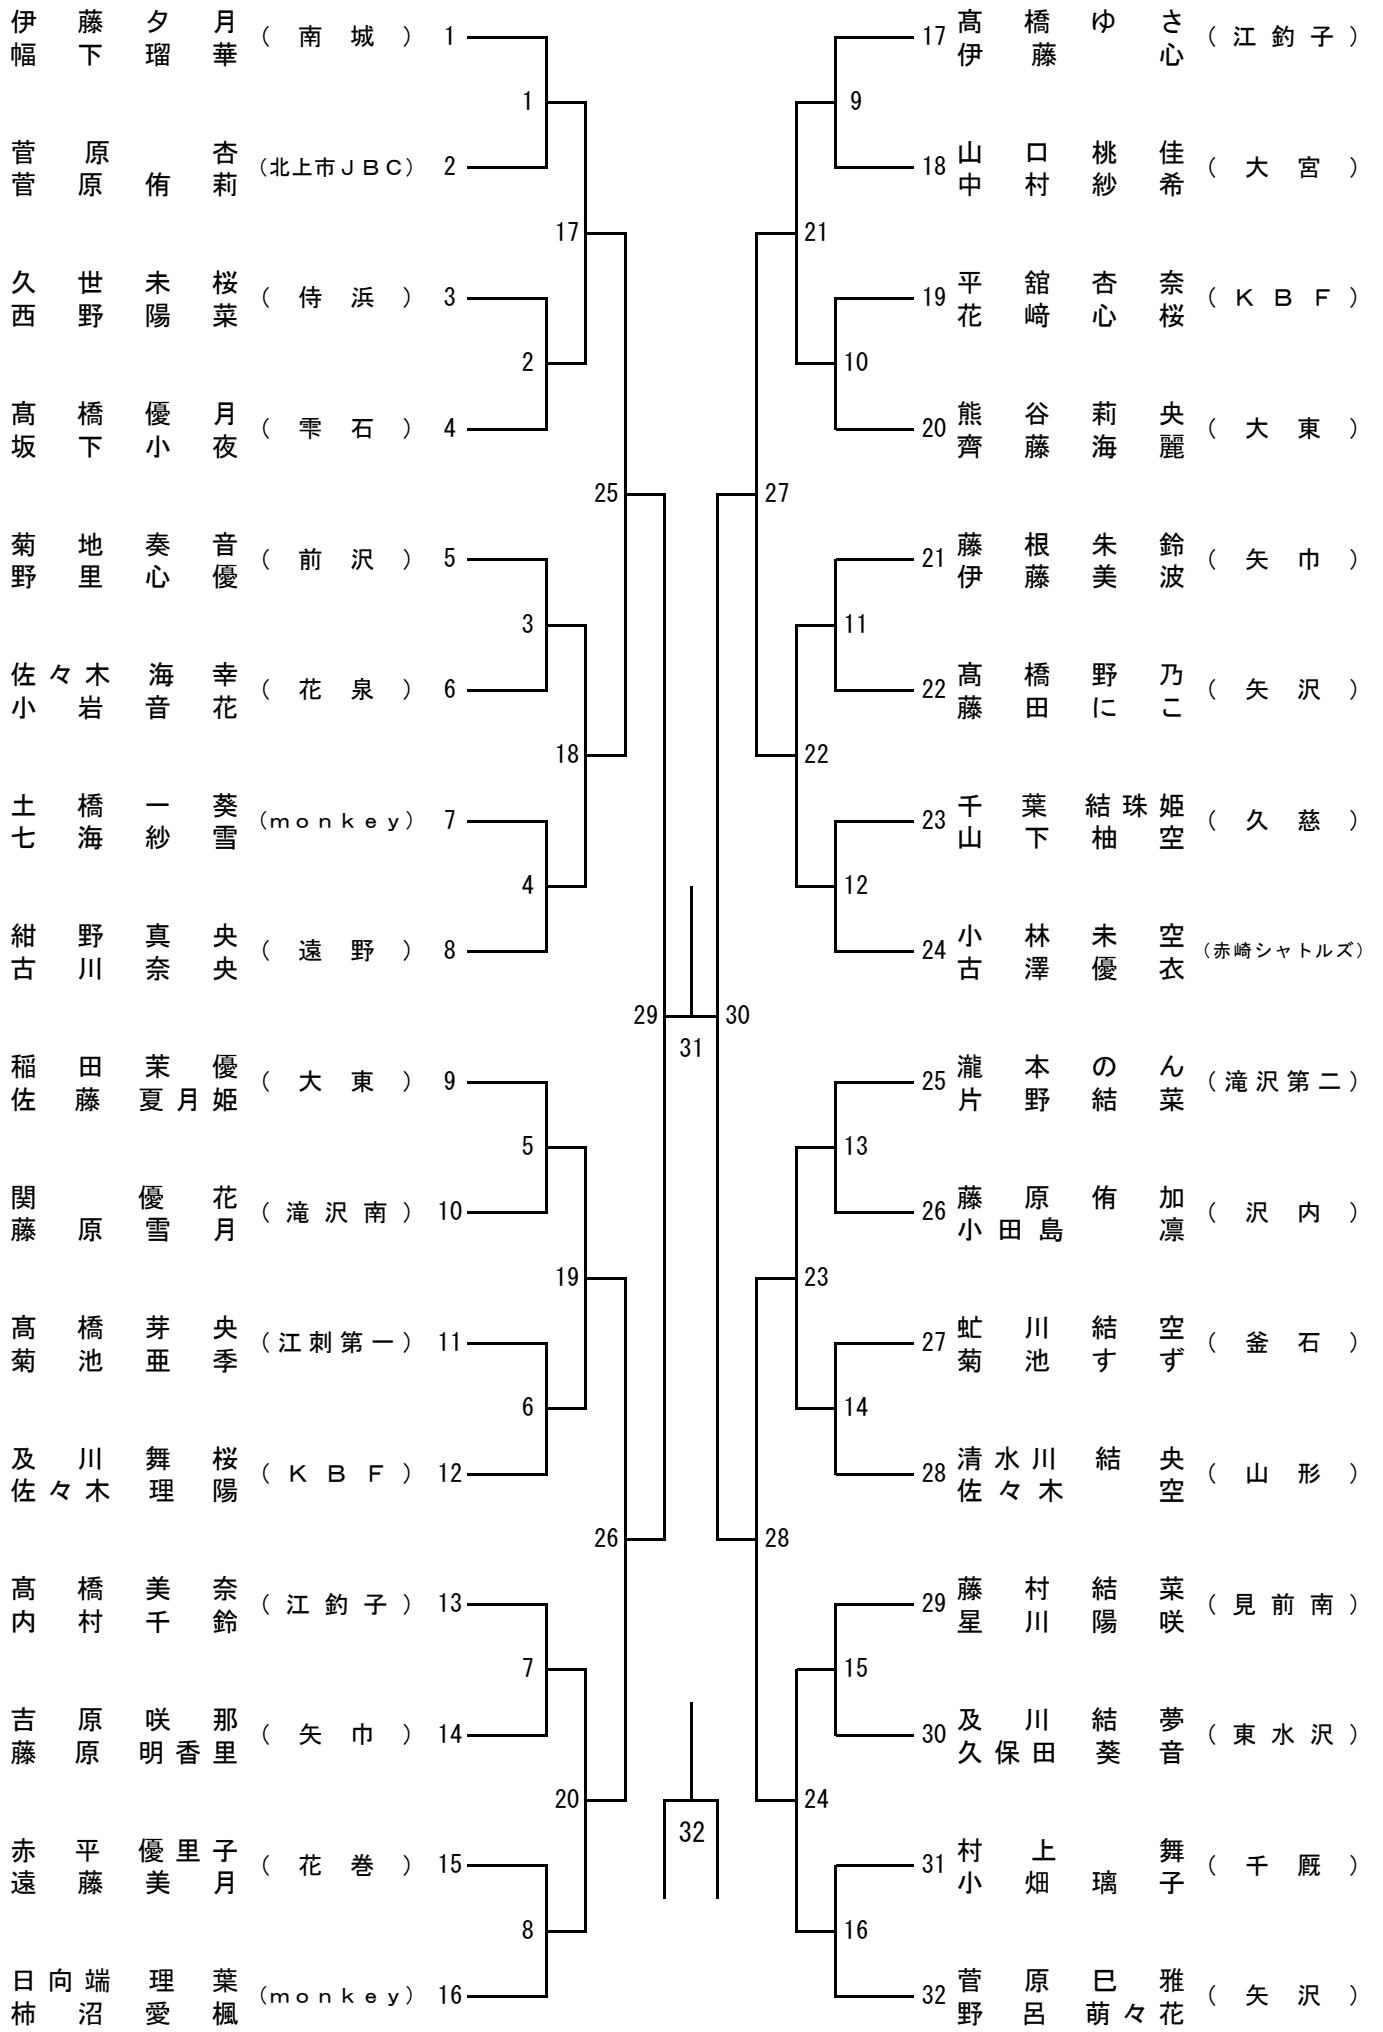 伊藤夕月
幅下瑠華
(南城) 1
菅原 杏
菅原侑莉
(北上市ＪＢＣ) 2
久世未桜
西野陽菜
(侍浜) 3
髙橋優月
坂下小夜
(雫石) 4
菊地奏音
野里心優
(前沢) 5
佐々木海幸
小岩音花
(花泉) 6
土橋一葵
七海紗雪
(ｍｏｎｋｅｙ) 7
紺野真央
古川奈央
(遠野) 8
稲田茉優
佐藤夏月姫
(大東) 9
関 優花
藤原雪月
(滝沢南) 10
髙橋芽央
菊池亜季
(江刺第一) 11
及川舞桜
佐々木理陽
(ＫＢＦ) 12
髙橋美奈
内村千鈴
(江釣子) 13
吉原咲那
藤原明香里
(矢巾) 14
赤平優里子
遠藤美月
(花巻) 15
日向端理葉
柿沼愛楓
(ｍｏｎｋｅｙ) 16
1
2
3
4
5
6
7
8
17
18
19
20
25
26
29
31
32
30
27
28
21
22
23
24
9
10
11
12
13
14
15
16
17 髙橋ゆさ
伊藤 心
(江釣子)
18 山口桃佳
中村紗希
(大宮)
19 平舘杏奈
花﨑心桜
(ＫＢＦ)
20 熊谷莉央
齊藤海麗
(大東)
21 藤根朱鈴
伊藤美波
(矢巾)
22 髙橋野乃
藤田にこ
(矢沢)
23 千葉結珠姫
山下柚空
(久慈)
24 小林未空
古澤優衣
(赤崎シャトルズ)
25 瀧本のん
片野結菜
(滝沢第二)
26 藤原侑加
小田島 凛
(沢内)
27 虻川結空
菊池すず
(釜石)
28 清水川結央
佐々木 空
(山形)
29 藤村結菜
星川陽咲
(見前南)
30 及川結夢
久保田葵音
(東水沢)
31 村上 舞
小畑璃子
(千厩)
32 菅原巳雅
野呂萌々花
(矢沢)